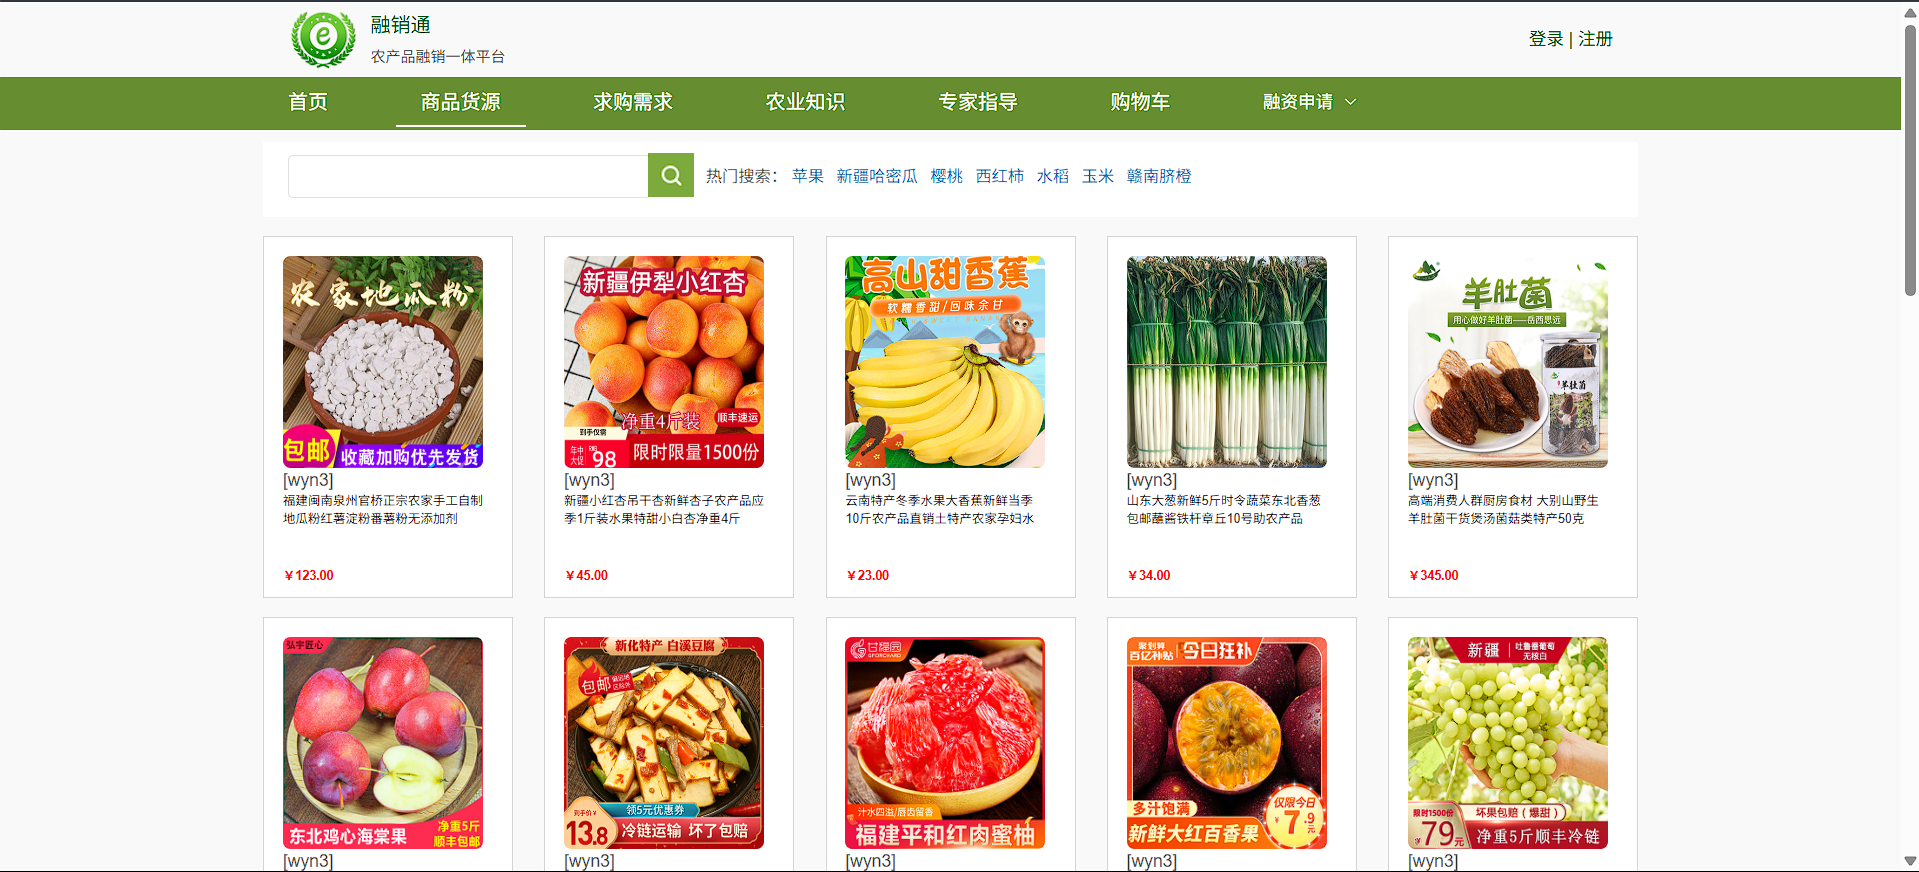 融销通
农产品融销一体平台
登录 | 注册
首页 商品货源 求购需求 农业知识 专家指导 购物车 融资申请
热门搜索： 苹果 新疆哈密瓜 樱桃 西红柿 水稻 玉米 赣南脐橙
农家地瓜粉
包邮
收藏加购优先发货
[wyn3]
福建闽南泉州官桥正宗农家手工自制
地瓜粉红薯淀粉番薯粉无添加剂
￥123.00
新疆伊犁小红杏
净重4斤装
顺丰速运
到手仅需
年中
大促
98
限时限量1500份
[wyn3]
新疆小红杏吊干杏新鲜杏子农产品应
季1斤装水果特甜小白杏净重4斤
￥45.00
高山甜香蕉
软糯香甜/回味余甘
[wyn3]
云南特产冬季水果大香蕉新鲜当季
10斤农产品直销土特产农家孕妇水
￥23.00
[wyn3]
山东大葱新鲜5斤时令蔬菜东北香葱
包邮蘸酱铁杆章丘10号助农产品
￥34.00
羊肚菌
用心做好羊肚菌——岳西思远
羊肚菌
[wyn3]
高端消费人群厨房食材 大别山野生
羊肚菌干货煲汤菌菇类特产50克
￥345.00
弘宇匠心
东北鸡心海棠果
净重5斤
顺丰包邮
[wyn3]
新化特产 白溪豆腐
包邮
领5元优惠券
到手价￥
13.8
冷链运输 坏了包赔
[wyn3]
甘福园
GFORCHARD
汁水四溢/唇齿留香
福建平和红肉蜜柚
[wyn3]
聚划算
百亿补贴
今日狂补
多汁饱满
新鲜大红百香果
仅限今日
￥7.9元
[wyn3]
新疆
吐鲁番葡萄
无核白
限时1500份
￥79元
坏果包赔（爆甜）
净重5斤顺丰冷链
[wyn3]